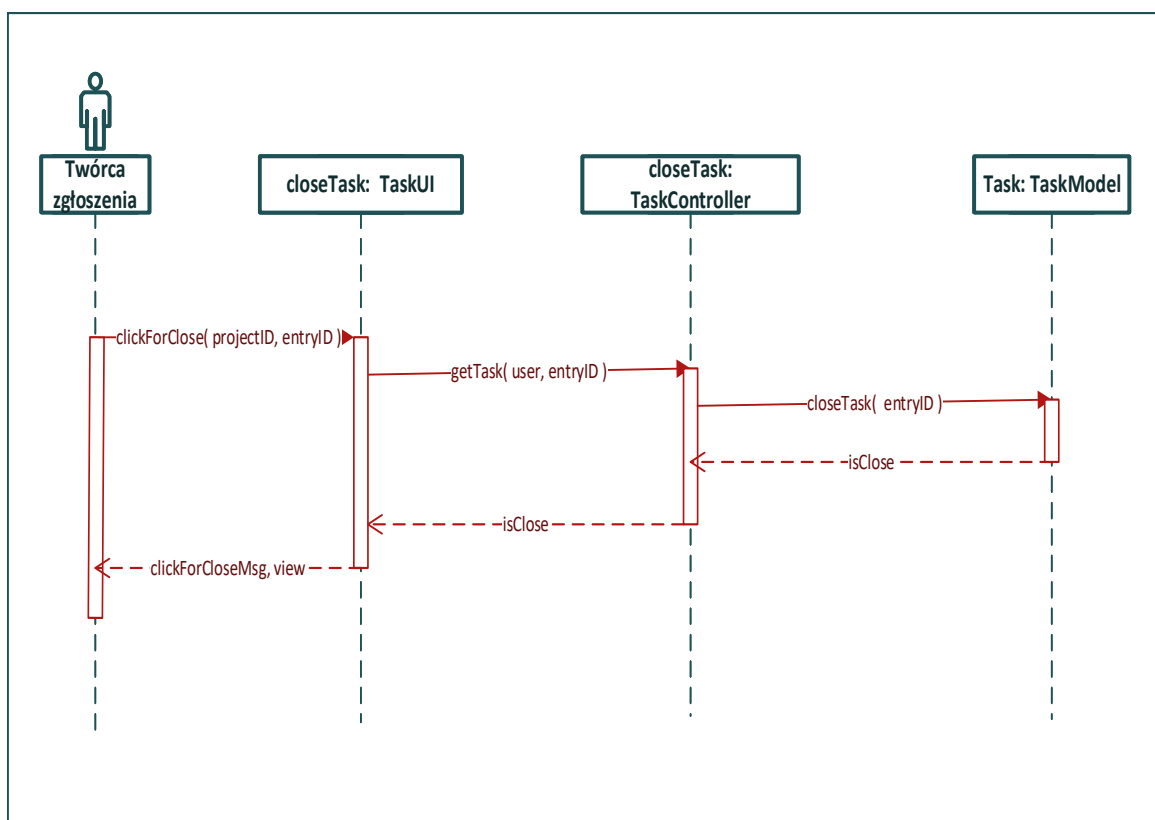 Twórca
zgłoszenia
closeTask:  TaskUI
closeTask:
TaskController
Task: TaskModel
clickForClose( projectID, entryID )
getTask( user, entryID )
closeTask(  entryID )
isClose
isClose
clickForCloseMsg, view